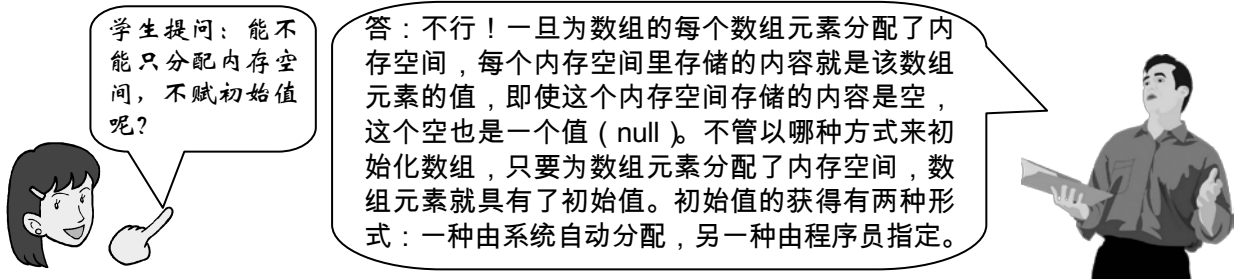 学生提问：能不
能只分配内存空
间，不赋初始值
呢？
答：不行！一旦为数组的每个数组元素分配了内
存空间，每个内存空间里存储的内容就是该数组
元素的值，即使这个内存空间存储的内容是空，
这个空也是一个值（null）。不管以哪种方式来初
始化数组，只要为数组元素分配了内存空间，数
组元素就具有了初始值。初始值的获得有两种形
式：一种由系统自动分配，另一种由程序员指定。